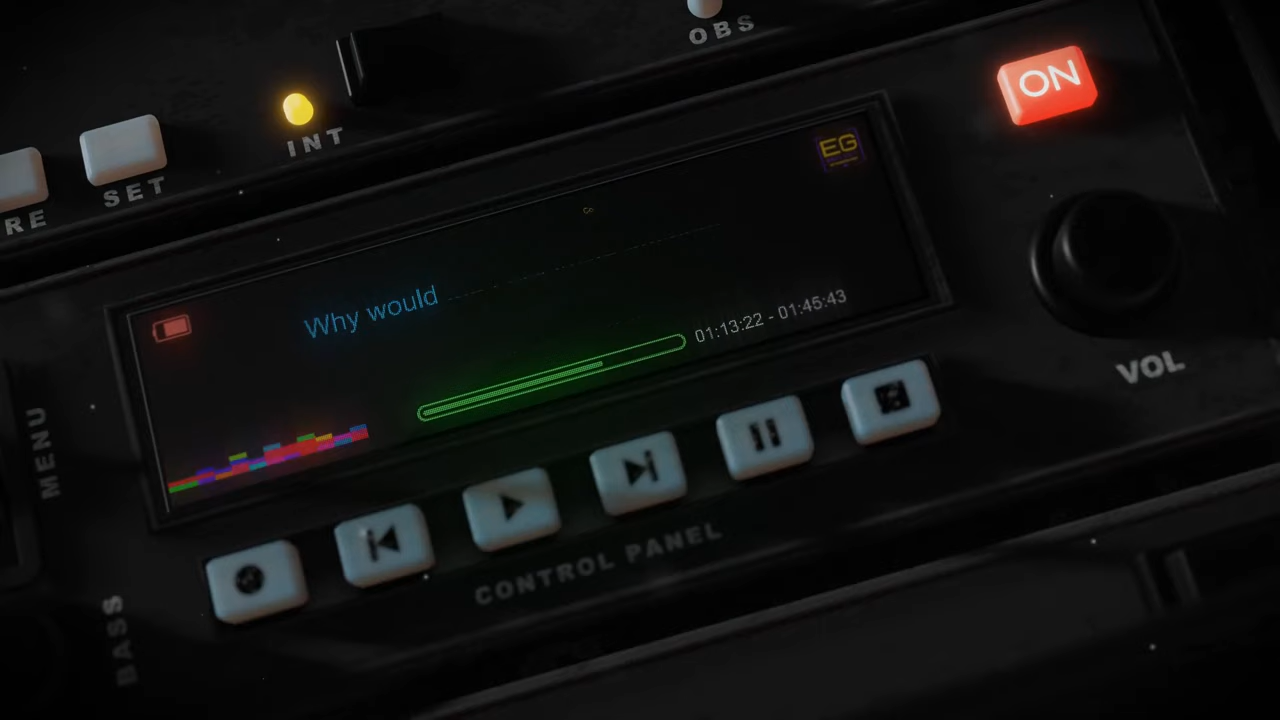 OBS
ON
INT
SET
RE
EG
Why would
01:13:22 - 01:45:43
VOL
MENU
CONTROL PANEL
BASS